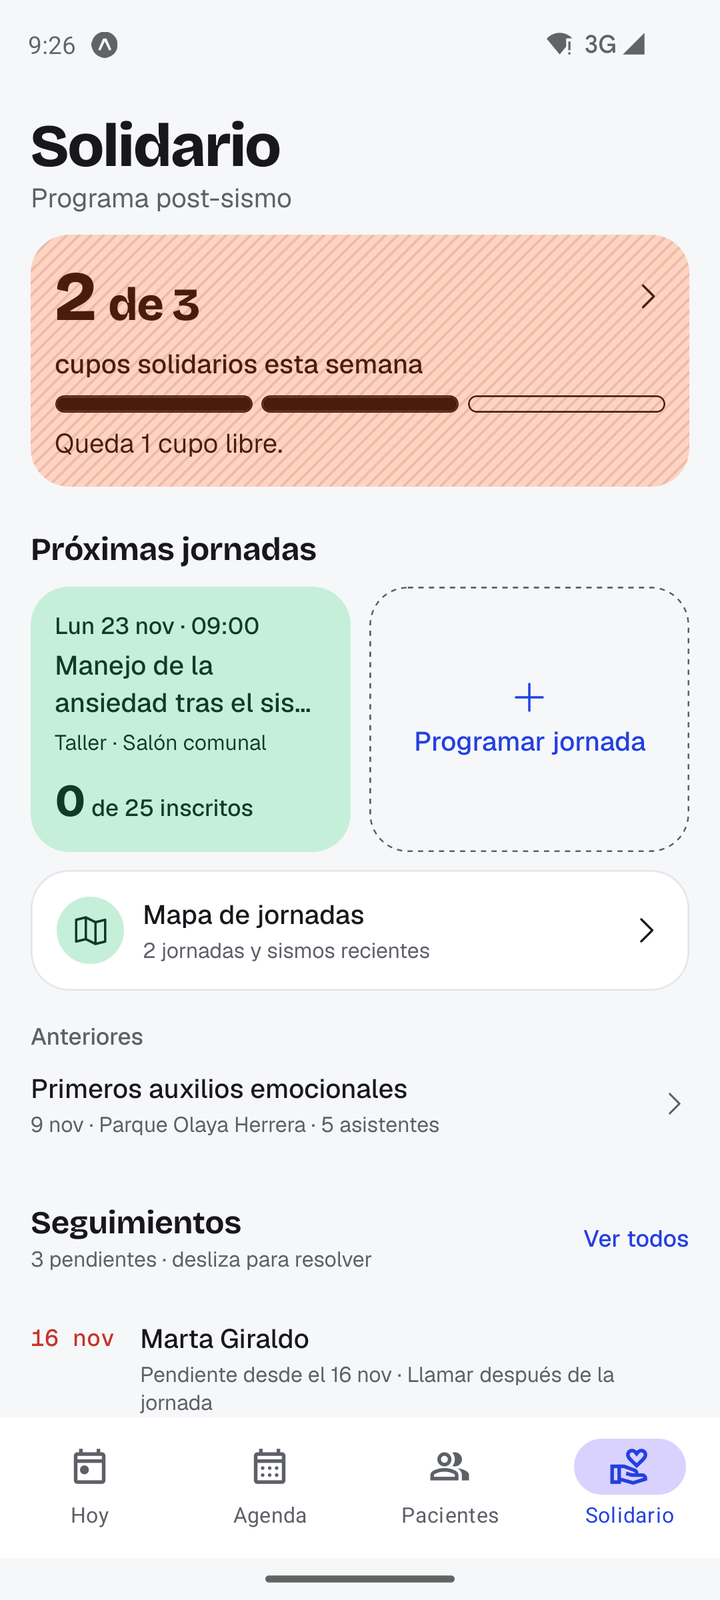 9:26
3G
Solidario
Programa post-sismo
2 de 3
cupos solidarios esta semana
Queda 1 cupo libre.
Próximas jornadas
Lun 23 nov · 09:00
Manejo de la
ansiedad tras el sis...
Taller · Salón comunal
0 de 25 inscritos
Programar jornada
Mapa de jornadas
2 jornadas y sismos recientes
Anteriores
Primeros auxilios emocionales
9 nov · Parque Olaya Herrera · 5 asistentes
Seguimientos
Ver todos
3 pendientes · desliza para resolver
16 nov
Marta Giraldo
Pendiente desde el 16 nov · Llamar después de la
jornada
Hoy
Agenda
Pacientes
Solidario